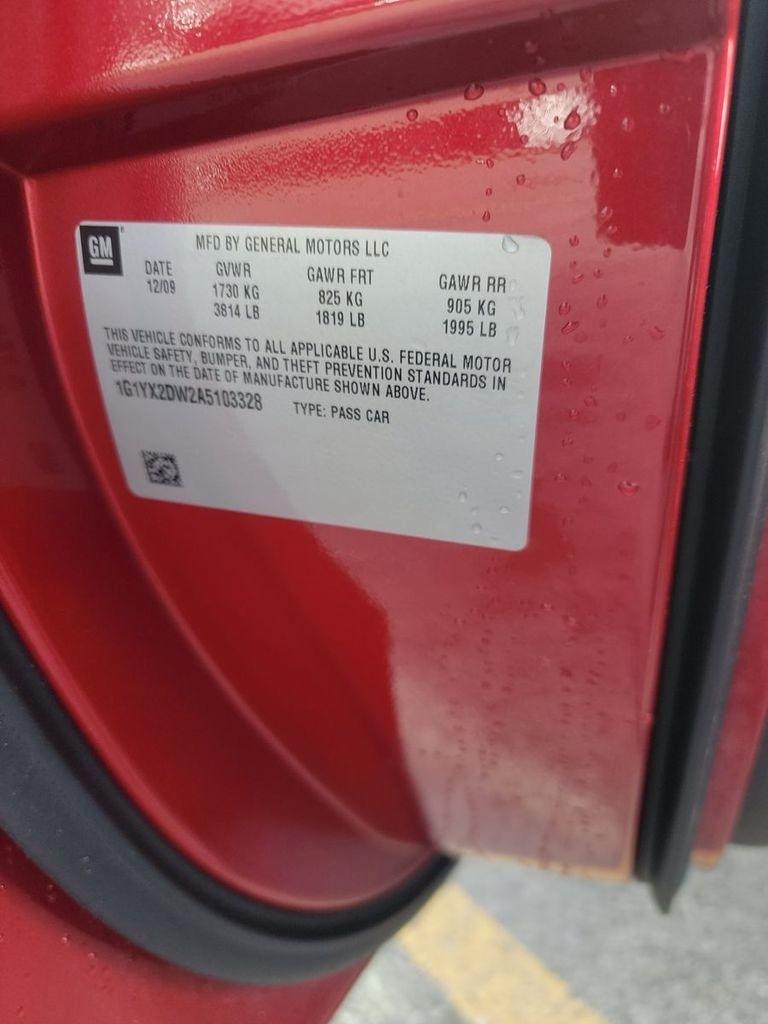 GM
MFD BY GENERAL MOTORS LLC
DATE GVWR GAWR FRT GAWR RR
12/09 1730 KG 825 KG 905 KG
3814 LB 1819 LB 1995 LB
THIS VEHICLE CONFORMS TO ALL APPLICABLE U.S. FEDERAL MOTOR
VEHICLE SAFETY, BUMPER, AND THEFT PREVENTION STANDARDS IN
EFFECT ON THE DATE OF MANUFACTURE SHOWN ABOVE.
1G1YX2DW2A5103328 TYPE: PASS CAR